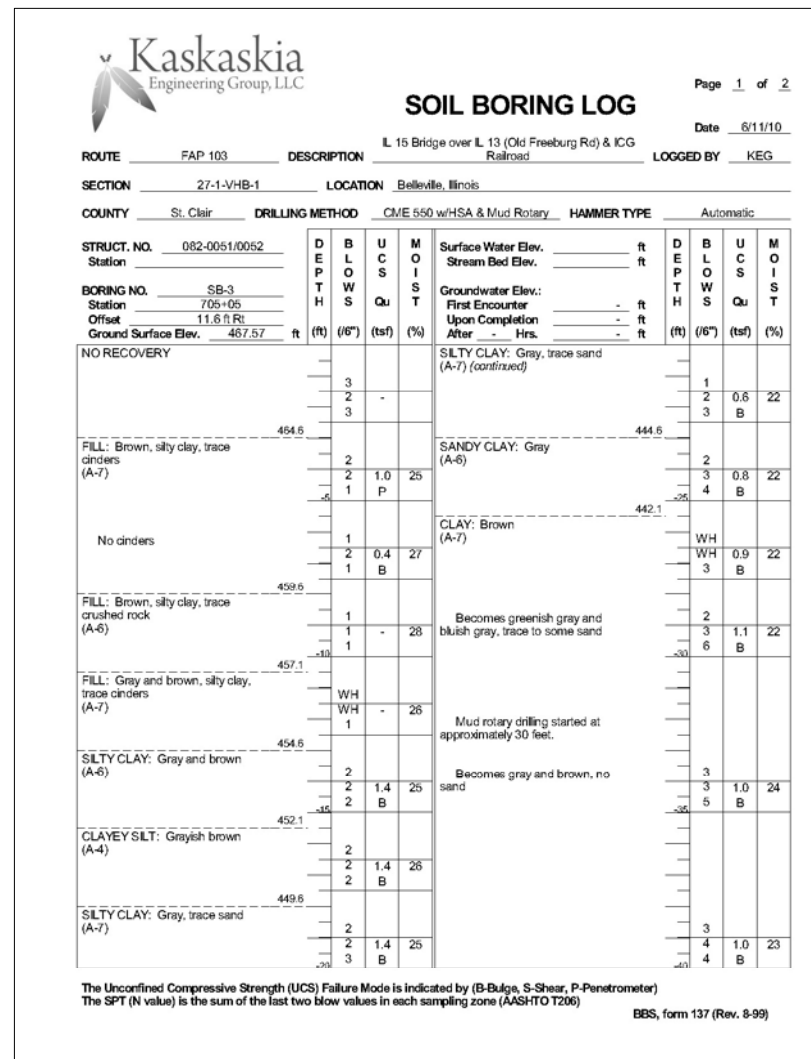 Kaskaskia
Engineering Group, LLC
Page 1 of 2
SOIL BORING LOG
Date 6/11/10
ROUTE FAP 103 DESCRIPTION IL 15 Bridge over IL 13 (Old Freeburg Rd) & ICG Railroad LOGGED BY KEG
SECTION 27-1-VHB-1 LOCATION Belleville, Illinois
COUNTY St. Clair DRILLING METHOD CME 550 w/HSA & Mud Rotary HAMMER TYPE Automatic
STRUCT. NO. 082-0051/0052
Station
BORING NO. SB-3
Station 705+05
Offset 11.6 ft Rt
Ground Surface Elev. 467.57 ft
DEPTH (ft)
BLOWS (/6")
UCS Qu (tsf)
MOIST (%)
Surface Water Elev. ft
Stream Bed Elev. ft
Groundwater Elev.:
First Encounter - ft
Upon Completion - ft
After - Hrs. - ft
DEPTH (ft)
BLOWS (/6")
UCS Qu (tsf)
MOIST (%)
NO RECOVERY
3
2 -
3
464.6
FILL: Brown, silty clay, trace
cinders
(A-7)
2
2 1.0 25
-5 1 P
No cinders
1
2 0.4 27
1 B
459.6
FILL: Brown, silty clay, trace
crushed rock
(A-6)
1
1 - 28
-10 1
457.1
FILL: Gray and brown, silty clay,
trace cinders
(A-7)
WH
WH - 26
1
454.6
SILTY CLAY: Gray and brown
(A-6)
2
2 1.4 25
-15 2 B
452.1
CLAYEY SILT: Grayish brown
(A-4)
2
2 1.4 26
2 B
449.6
SILTY CLAY: Gray, trace sand
(A-7)
2
2 1.4 25
-20 3 B
SILTY CLAY: Gray, trace sand
(A-7) (continued)
1
2 0.6 22
3 B
444.6
SANDY CLAY: Gray
(A-6)
2
3 0.8 22
-25 4 B
442.1
CLAY: Brown
(A-7)
WH
WH 0.9 22
3 B
Becomes greenish gray and
bluish gray, trace to some sand
2
3 1.1 22
-30 6 B
Mud rotary drilling started at
approximately 30 feet.
Becomes gray and brown, no
sand
3
3 1.0 24
-35 5 B
3
4 1.0 23
-40 4 B
The Unconfined Compressive Strength (UCS) Failure Mode is indicated by (B-Bulge, S-Shear, P-Penetrometer)
The SPT (N value) is the sum of the last two blow values in each sampling zone (AASHTO T206)
BBS, form 137 (Rev. 8-99)